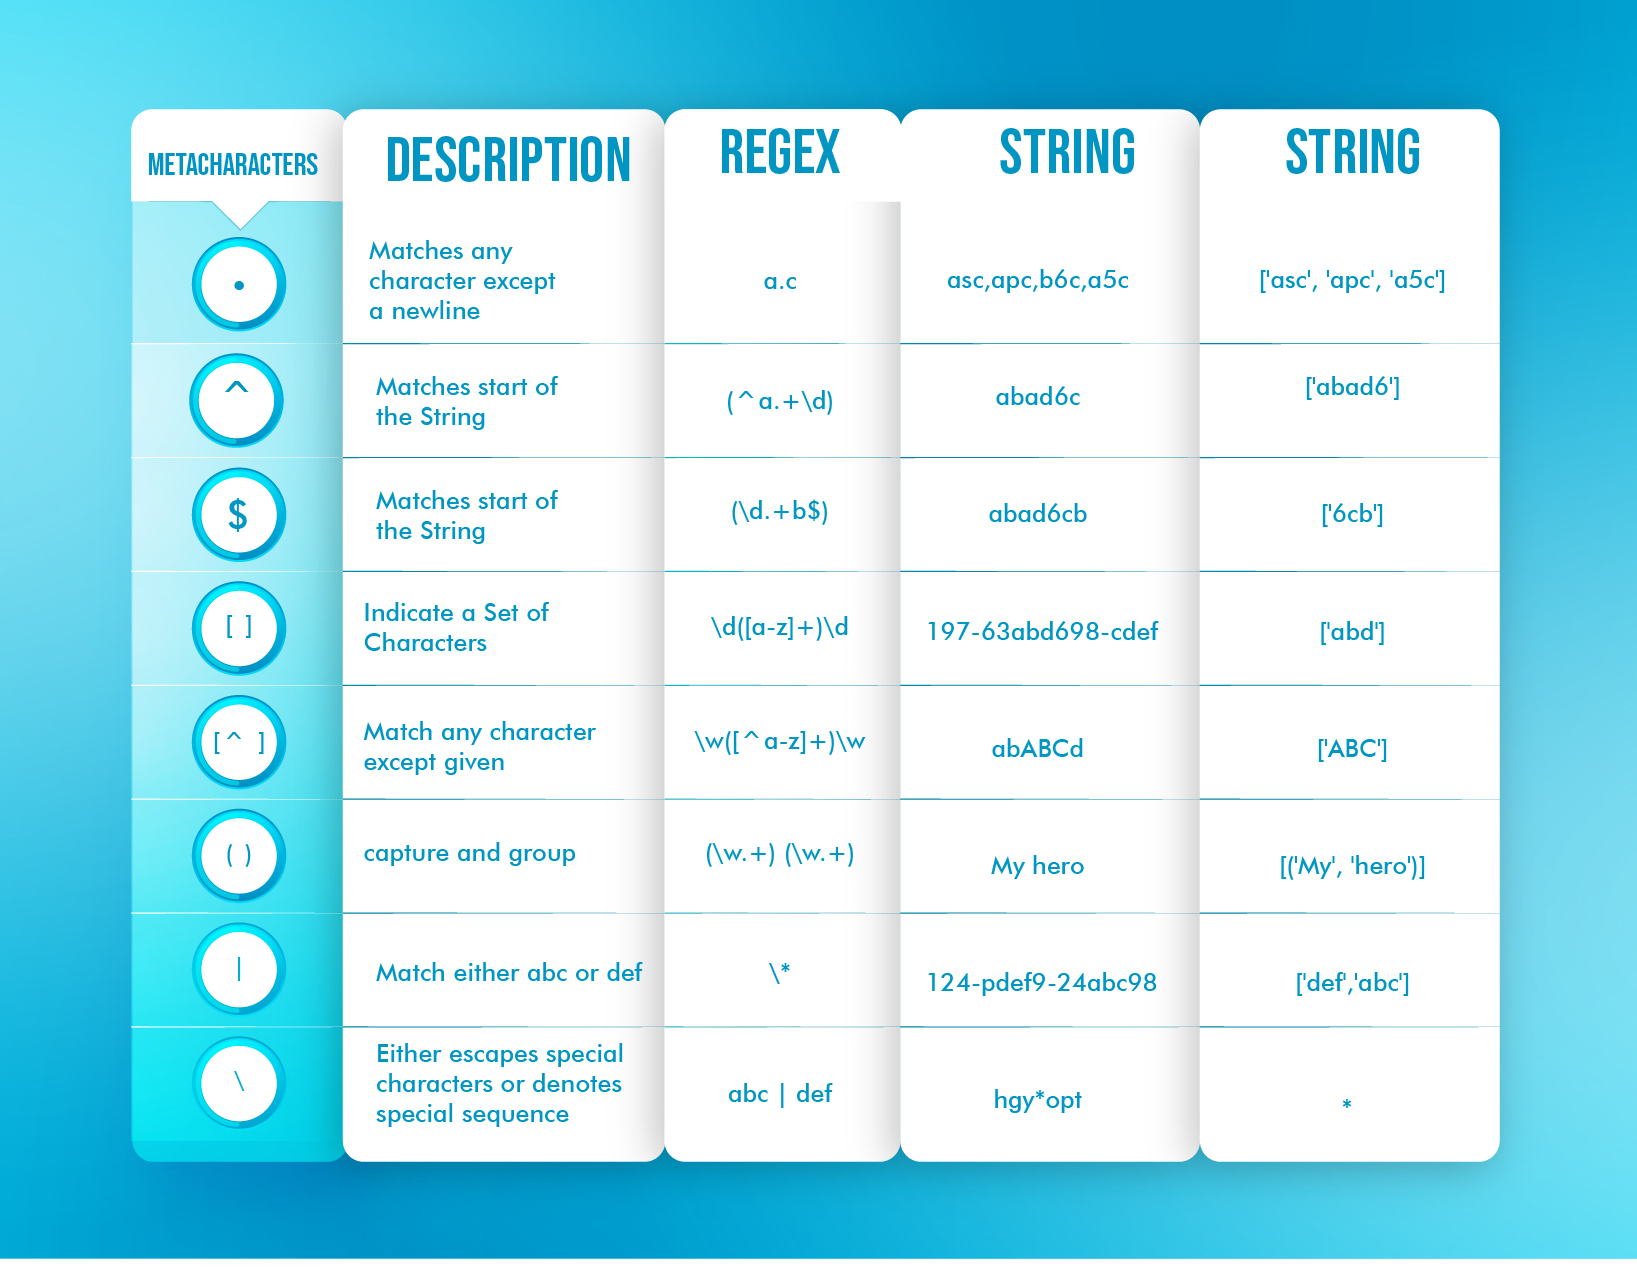 METACHARACTERS
DESCRIPTION
REGEX
STRING
STRING
•
Matches any
character except
a newline
a.c
asc,apc,b6c,a5c
['asc', 'apc', 'a5c']
^
Matches start of
the String
(^a.+\d)
abad6c
['abad6']
$
Matches start of
the String
(\d.+b$)
abad6cb
['6cb']
[ ]
Indicate a Set of
Characters
\d([a-z]+)\d
197-63abd698-cdef
['abd']
[^ ]
Match any character
except given
\w([^a-z]+)\w
abABCd
['ABC']
( )
capture and group
(\w.+) (\w.+)
My hero
[('My', 'hero')]
|
Match either abc or def
\*
124-pdef9-24abc98
['def','abc']
\
Either escapes special
characters or denotes
special sequence
abc | def
hgy*opt
*